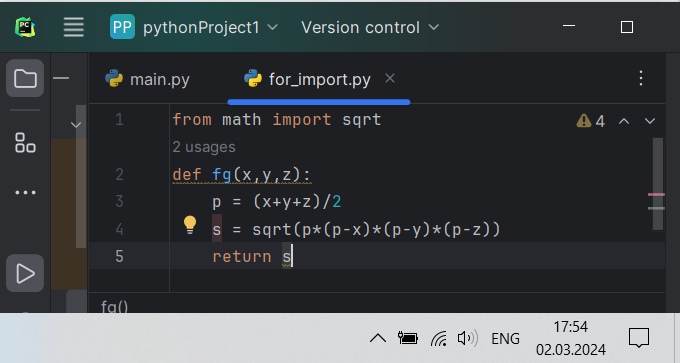 PC
PP pythonProject1 Version control
main.py for_import.py
1 from math import sqrt
4
2 usages
2 def fg(x,y,z):
3 p = (x+y+z)/2
4 s = sqrt(p*(p-x)*(p-y)*(p-z))
5 return s
fg()
ENG 17:54
02.03.2024